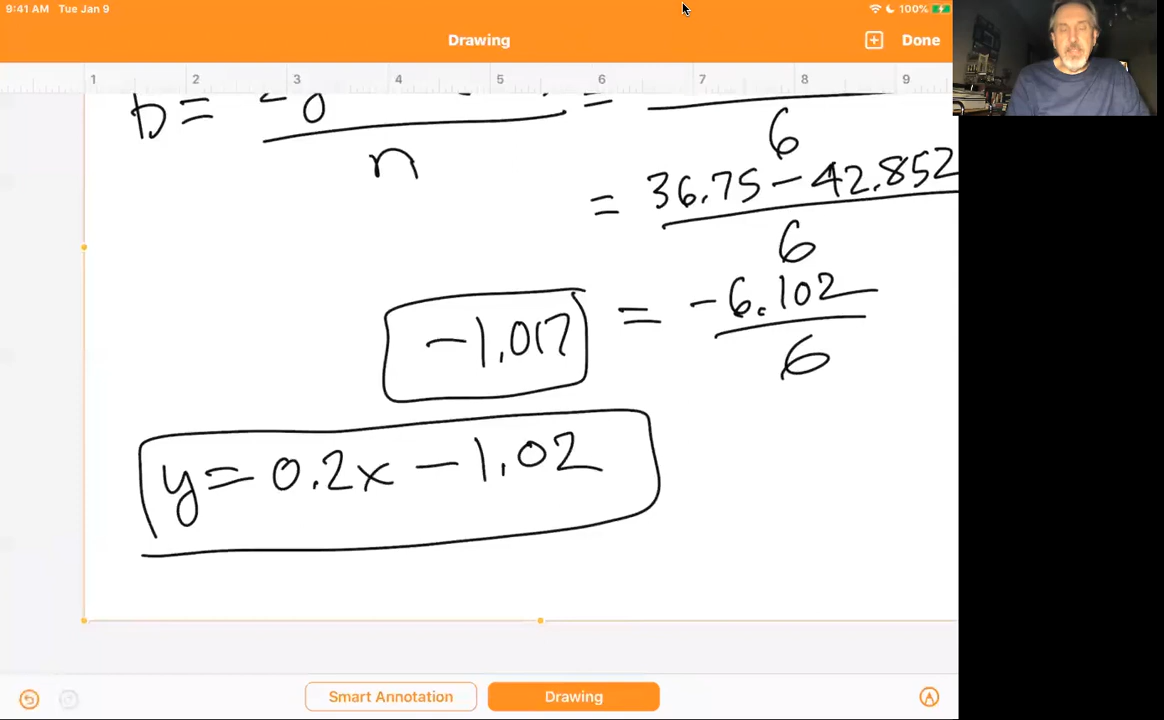 9:41 AM Tue Jan 9 100%
Drawing
Done
1 2 3 4 5 6 7 8 9
b = =
n 6
= 36.75 - 42.852
6
-1.017 = -6.102
6
y = 0.2x - 1.02
Smart Annotation Drawing